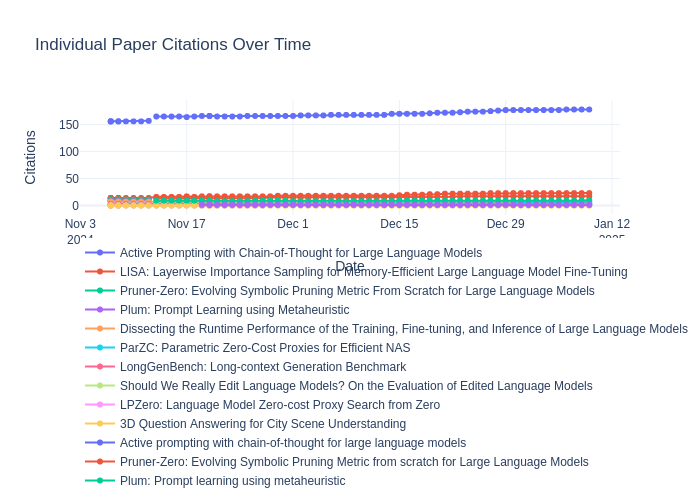 Individual Paper Citations Over Time
Citations
150
100
50
0
Nov 3
2024
Nov 17
Dec 1
Dec 15
Dec 29
Jan 12
2025
Date
Active Prompting with Chain-of-Thought for Large Language Models
LISA: Layerwise Importance Sampling for Memory-Efficient Large Language Model Fine-Tuning
Pruner-Zero: Evolving Symbolic Pruning Metric From Scratch for Large Language Models
Plum: Prompt Learning using Metaheuristic
Dissecting the Runtime Performance of the Training, Fine-tuning, and Inference of Large Language Models
ParZC: Parametric Zero-Cost Proxies for Efficient NAS
LongGenBench: Long-context Generation Benchmark
Should We Really Edit Language Models? On the Evaluation of Edited Language Models
LPZero: Language Model Zero-cost Proxy Search from Zero
3D Question Answering for City Scene Understanding
Active prompting with chain-of-thought for large language models
Pruner-Zero: Evolving Symbolic Pruning Metric from scratch for Large Language Models
Plum: Prompt learning using metaheuristic